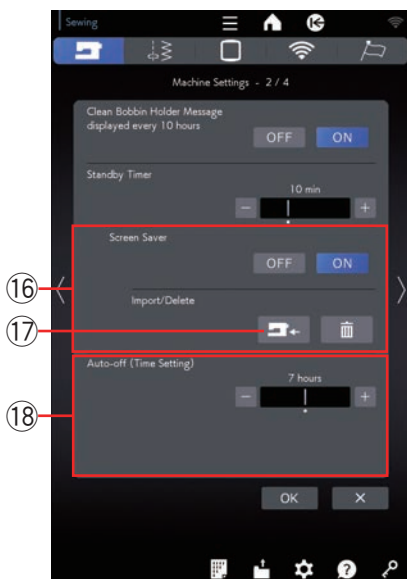 Sewing
Machine Settings - 2 / 4
Clean Bobbin Holder Message
displayed every 10 hours
OFF ON
Standby Timer
10 min
− +
⑯ Screen Saver
OFF ON
Import/Delete
⑰
Auto-off (Time Setting)
7 hours
− +
⑱
OK X
?